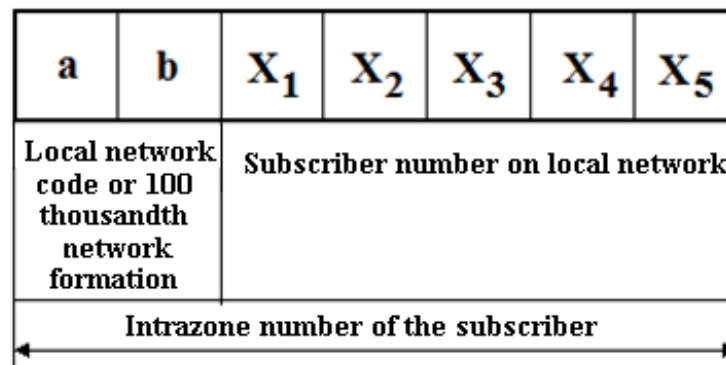 a b X1 X2 X3 X4 X5
Local network
code or 100
thousandth
network
formation
Subscriber number on local network
Intrazone number of the subscriber